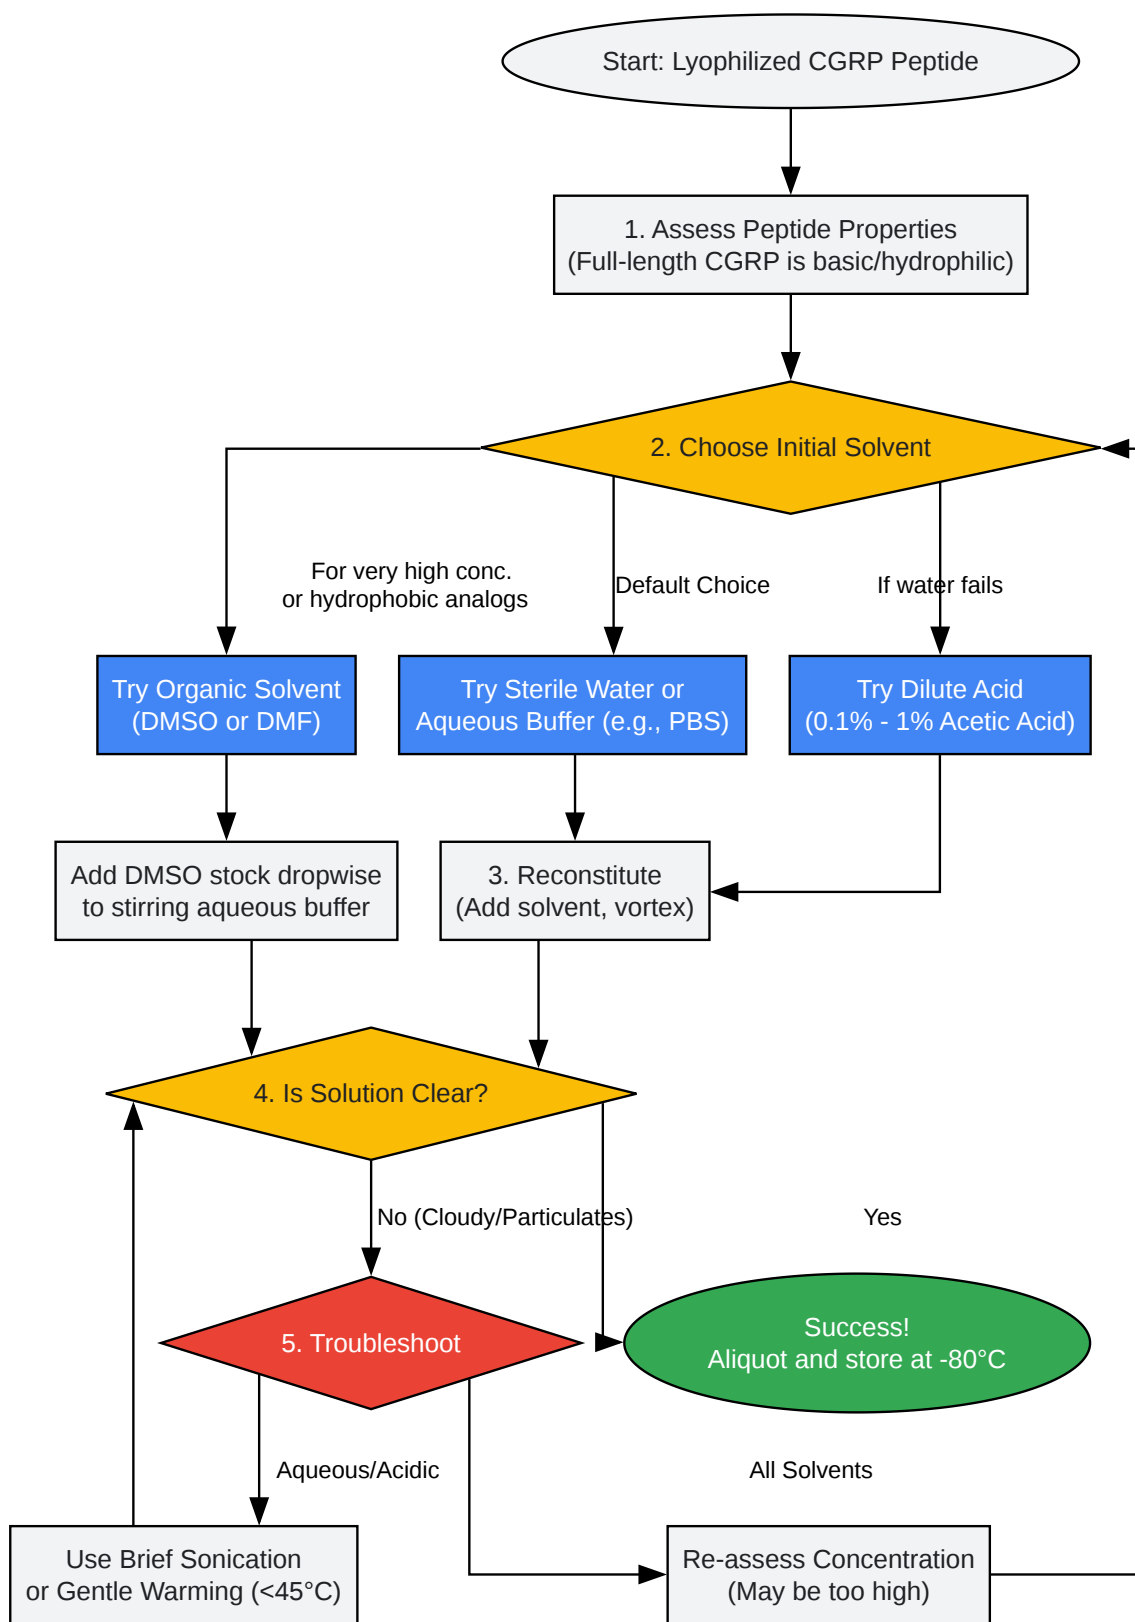 Start: Lyophilized CGRP Peptide
1. Assess Peptide Properties
(Full-length CGRP is basic/hydrophilic)
2. Choose Initial Solvent
For very high conc.
or hydrophobic analogs
Default Choice
If water fails
Try Organic Solvent
(DMSO or DMF)
Try Sterile Water or
Aqueous Buffer (e.g., PBS)
Try Dilute Acid
(0.1% - 1% Acetic Acid)
Add DMSO stock dropwise
to stirring aqueous buffer
3. Reconstitute
(Add solvent, vortex)
4. Is Solution Clear?
No (Cloudy/Particulates)
Yes
5. Troubleshoot
Success!
Aliquot and store at -80°C
Aqueous/Acidic
All Solvents
Use Brief Sonication
or Gentle Warming (<45°C)
Re-assess Concentration
(May be too high)